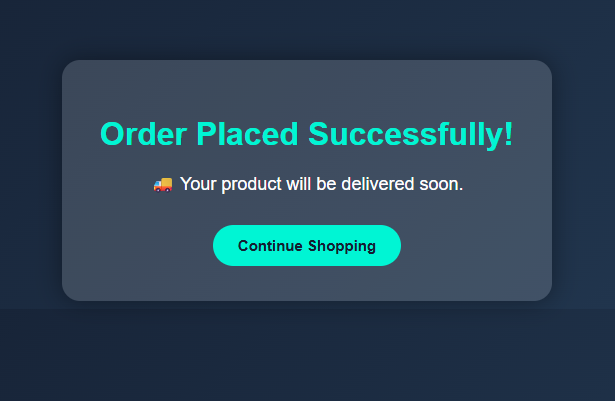 Order Placed Successfully!
🚚 Your product will be delivered soon.
Continue Shopping